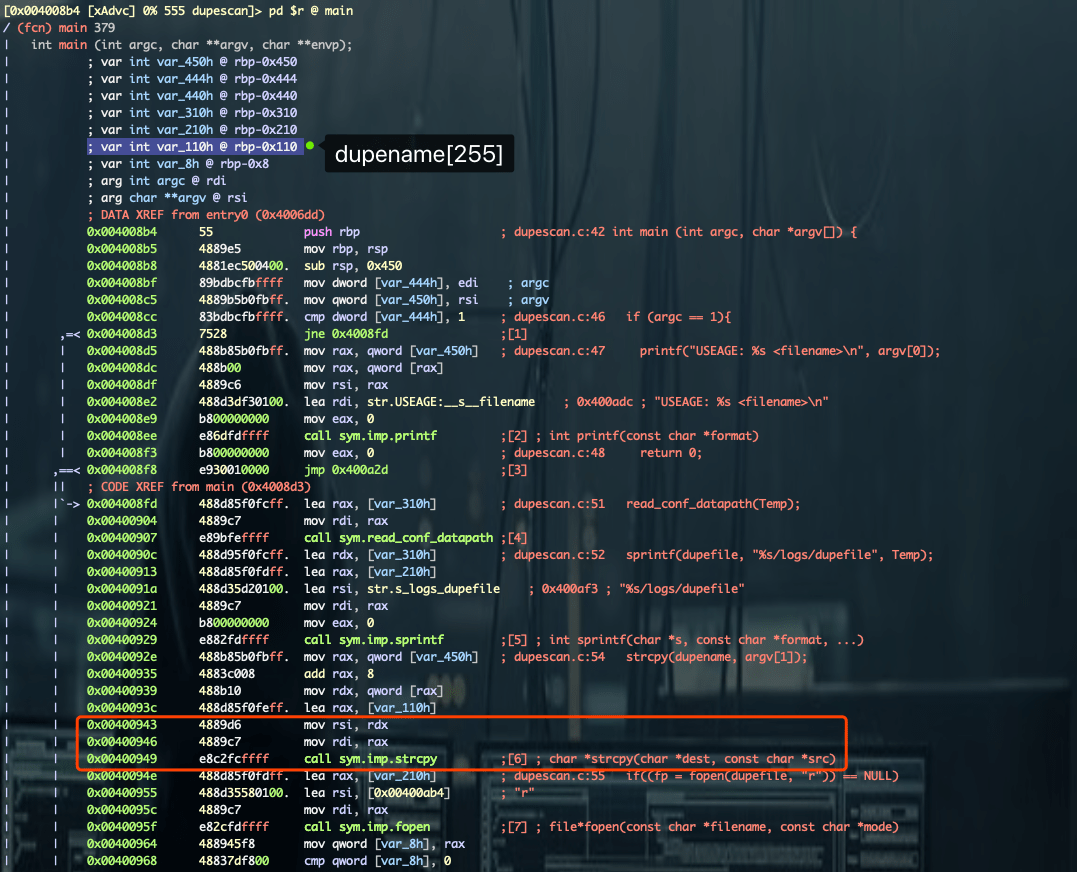 [0x004008b4 [xAdvc] 0% 555 dupescan]> pd $r @ main
/ (fcn) main 379
|   int main (int argc, char **argv, char **envp);
|           ; var int var_450h @ rbp-0x450
|           ; var int var_444h @ rbp-0x444
|           ; var int var_440h @ rbp-0x440
|           ; var int var_310h @ rbp-0x310
|           ; var int var_210h @ rbp-0x210
|           ; var int var_110h @ rbp-0x110 dupename[255]
|           ; var int var_8h @ rbp-0x8
|           ; arg int argc @ rdi
|           ; arg char **argv @ rsi
|           ; DATA XREF from entry0 (0x4006dd)
|           0x004008b4      55             push rbp                    ; dupescan.c:42 int main (int argc, char *argv[]) {
|           0x004008b5      4889e5         mov rbp, rsp
|           0x004008b8      4881ec500400.  sub rsp, 0x450
|           0x004008bf      89bdbcfbffff   mov dword [var_444h], edi    ; argc
|           0x004008c5      4889b5b0fbff.  mov qword [var_450h], rsi    ; argv
|           0x004008cc      83bdbcfbffff.  cmp dword [var_444h], 1     ; dupescan.c:46   if (argc == 1){
|       ,=< 0x004008d3      7528           jne 0x4008fd                ;[1]
|       |   0x004008d5      488b85b0fbff.  mov rax, qword [var_450h]   ; dupescan.c:47     printf("USEAGE: %s <filename>\n", argv[0]);
|       |   0x004008dc      488b00         mov rax, qword [rax]
|       |   0x004008df      4889c6         mov rsi, rax
|       |   0x004008e2      488d3df30100.  lea rdi, str.USEAGE:__s__filename    ; 0x400adc ; "USEAGE: %s <filename>\n"
|       |   0x004008e9      b800000000     mov eax, 0
|       |   0x004008ee      e86dfdffff     call sym.imp.printf         ;[2] ; int printf(const char *format)
|       |   0x004008f3      b800000000     mov eax, 0                  ; dupescan.c:48     return 0;
|      ,==< 0x004008f8      e930010000     jmp 0x400a2d                ;[3]
|      ||   ; CODE XREF from main (0x4008d3)
|      |`-> 0x004008fd      488d85f0fcff.  lea rax, [var_310h]         ; dupescan.c:51   read_conf_datapath(Temp);
|      |    0x00400904      4889c7         mov rdi, rax
|      |    0x00400907      e89bfeffff     call sym.read_conf_datapath ;[4]
|      |    0x0040090c      488d95f0fcff.  lea rdx, [var_310h]         ; dupescan.c:52   sprintf(dupefile, "%s/logs/dupefile", Temp);
|      |    0x00400913      488d85f0fdff.  lea rax, [var_210h]
|      |    0x0040091a      488d35d20100.  lea rsi, str.s_logs_dupefile    ; 0x400af3 ; "%s/logs/dupefile"
|      |    0x00400921      4889c7         mov rdi, rax
|      |    0x00400924      b800000000     mov eax, 0
|      |    0x00400929      e882fdffff     call sym.imp.sprintf        ;[5] ; int sprintf(char *s, const char *format, ...)
|      |    0x0040092e      488b85b0fbff.  mov rax, qword [var_450h]   ; dupescan.c:54   strcpy(dupename, argv[1]);
|      |    0x00400935      4883c008       add rax, 8
|      |    0x00400939      488b10         mov rdx, qword [rax]
|      |    0x0040093c      488d85f0feff.  lea rax, [var_110h]
|      |    0x00400943      4889d6         mov rsi, rdx
|      |    0x00400946      4889c7         mov rdi, rax
|      |    0x00400949      e8c2fcffff     call sym.imp.strcpy         ;[6] ; char *strcpy(char *dest, const char *src)
|      |    0x0040094e      488d85f0fdff.  lea rax, [var_210h]         ; dupescan.c:55   if((fp = fopen(dupefile, "r")) == NULL)
|      |    0x00400955      488d35580100.  lea rsi, [0x00400ab4]       ; "r"
|      |    0x0040095c      4889c7         mov rdi, rax
|      |    0x0040095f      e82cfdffff     call sym.imp.fopen          ;[7] ; file*fopen(const char *filename, const char *mode)
|      |    0x00400964      488945f8       mov qword [var_8h], rax
|      |    0x00400968      48837df800     cmp qword [var_8h], 0